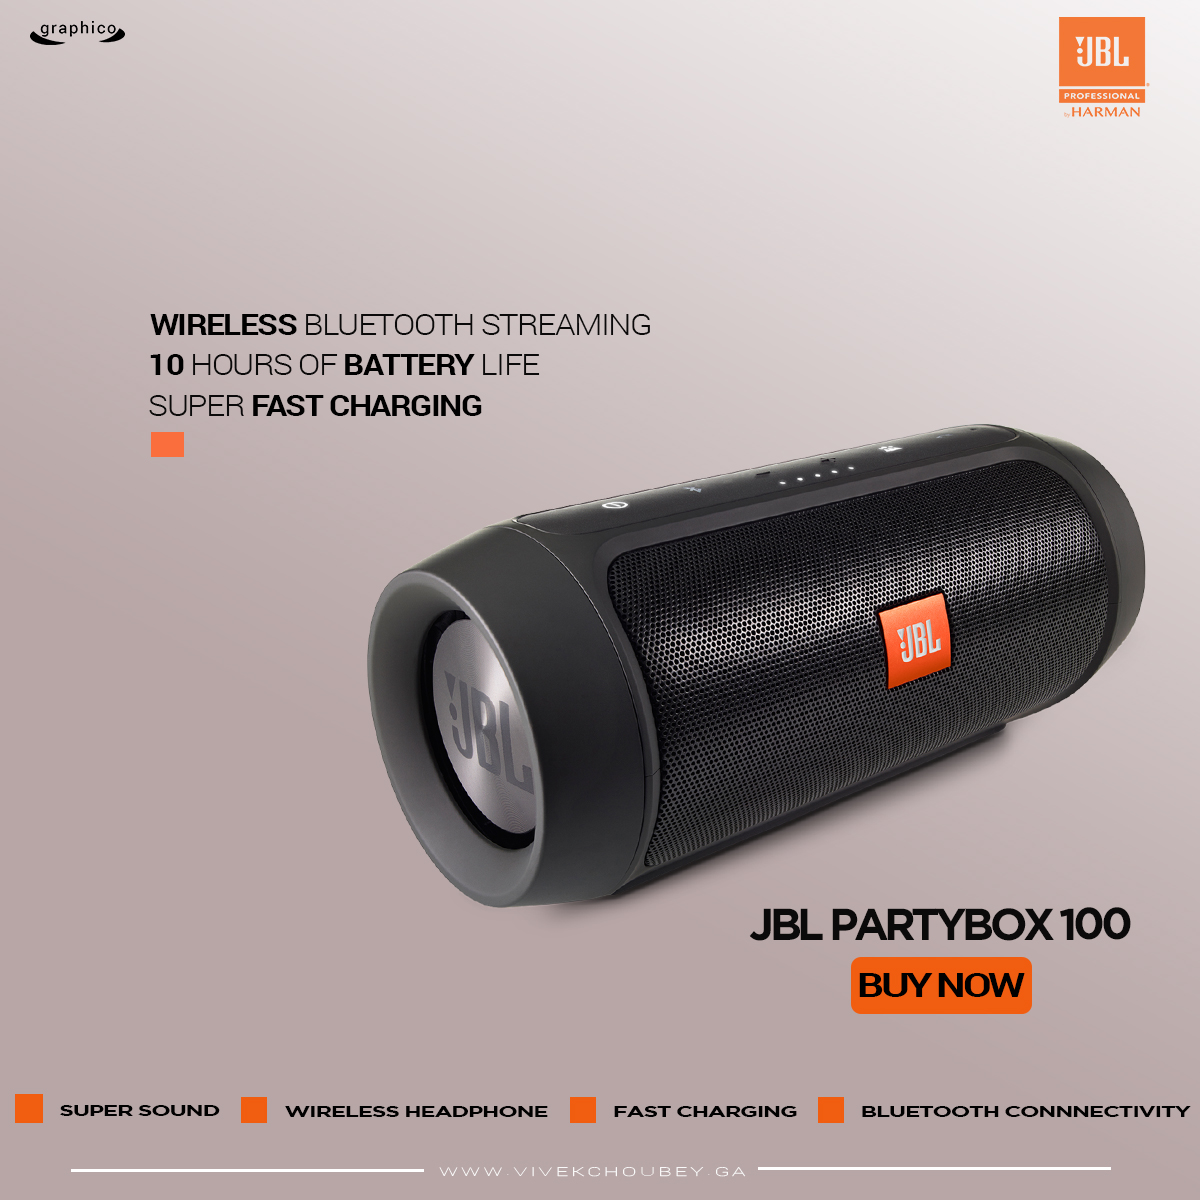 graphico
JBL
PROFESSIONAL
by HARMAN
WIRELESS BLUETOOTH STREAMING
10 HOURS OF BATTERY LIFE
SUPER FAST CHARGING
JBL
JBL
JBL PARTYBOX 100
BUY NOW
SUPER SOUND WIRELESS HEADPHONE FAST CHARGING BLUETOOTH CONNNECTIVITY
WWW.VIVEKCHOUBEY.GA